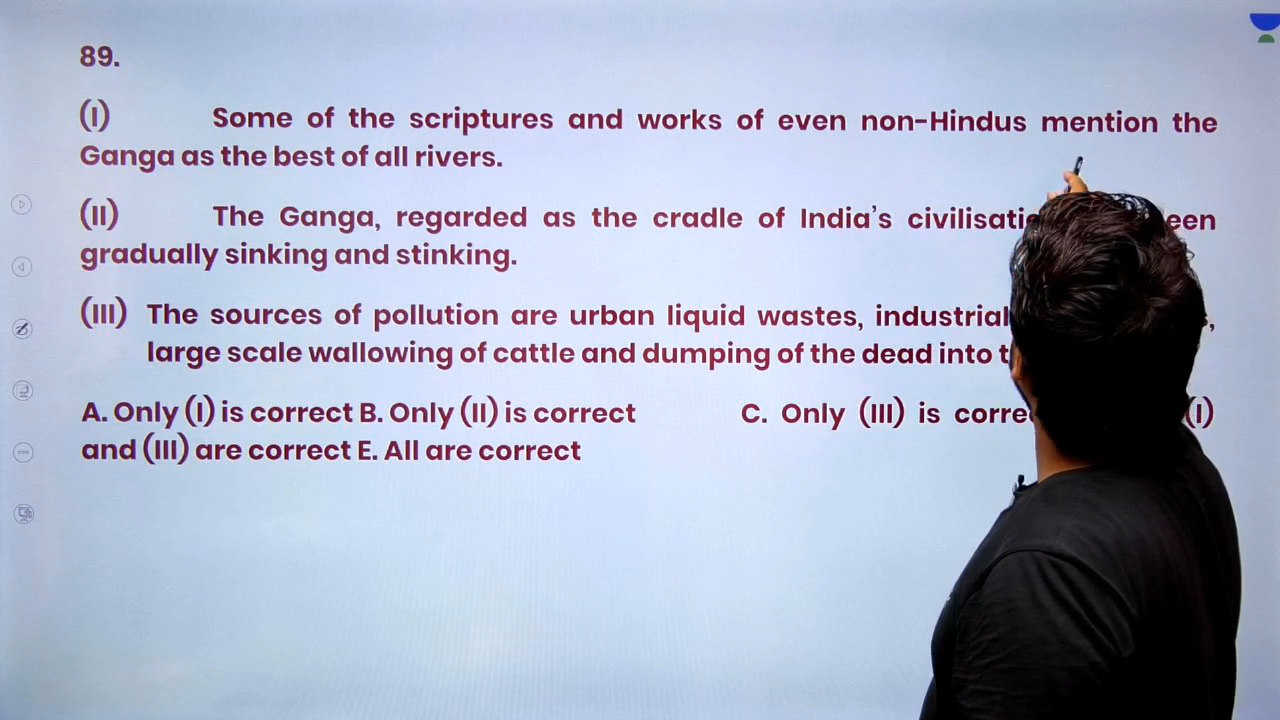 89.
(I) Some of the scriptures and works of even non-Hindus mention the
Ganga as the best of all rivers.
(II) The Ganga, regarded as the cradle of India's
gradually sinking and stinking.
(III) The sources of pollution are urban liquid wastes, industrial
large scale wallowing of cattle and dumping of the dead into
A. Only (I) is correct B. Only (II) is correct C. Only (III) is (I)
and (III) are correct E. All are correct